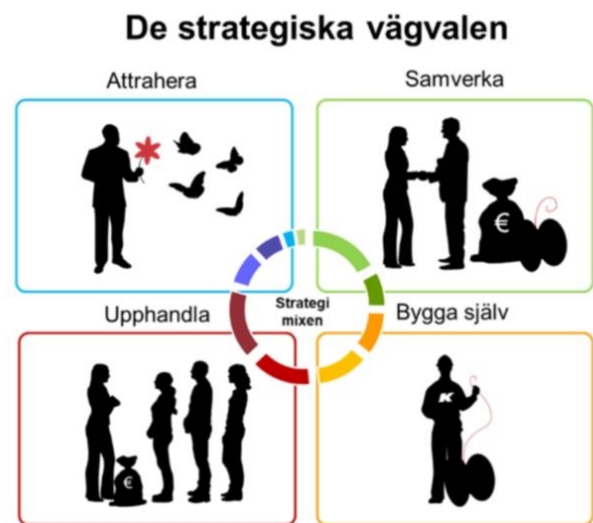 De strategiska vägvalen
Attrahera
Samverka
€
Strategi
mixen
Upphandla
Bygga själv
€
K